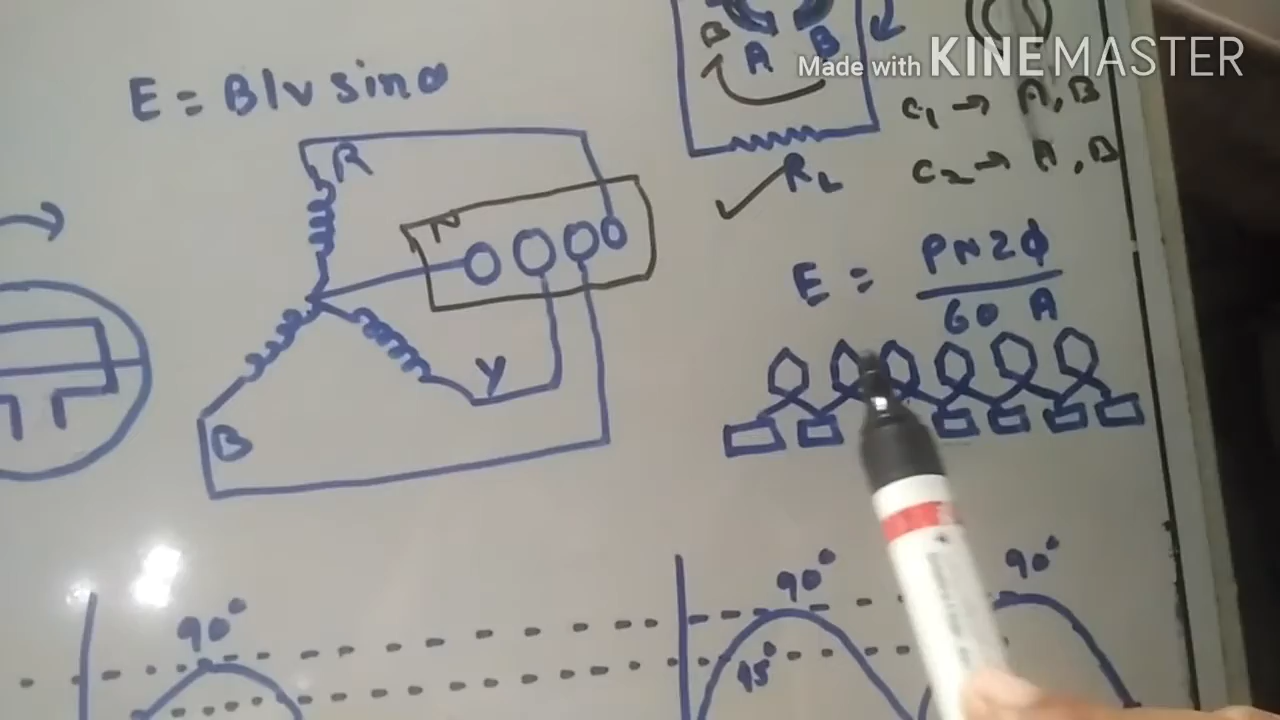 E = Blv sinθ
R
N
Y
B
B A B
Made with KINEMASTER
C1 → A, B
C2 → A, B
RL
E = PNZϕ
60 A
90°
90°
45°
90°